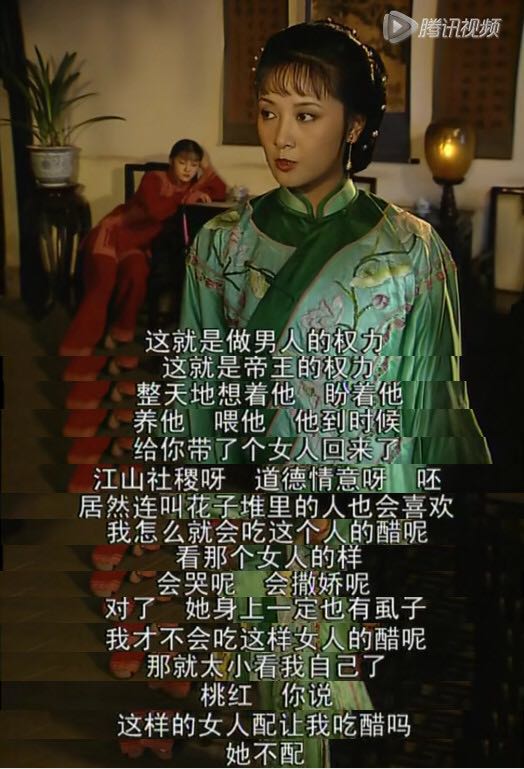 腾讯视频
这就是做男人的权力
这就是帝王的权力
整天地想着他 盼着他
养他 喂他 他到时候
给你带了个女人回来了
江山社稷呀 道德情意呀 呸
居然连叫花子堆里的人也会喜欢
我怎么就会吃这个人的醋呢
看那个女人的样
会哭呢 会撒娇呢
对了 她身上一定也有虱子
我才不会吃这样女人的醋呢
那就太小看我自己了
桃红 你说
这样的女人配让我吃醋吗
她不配